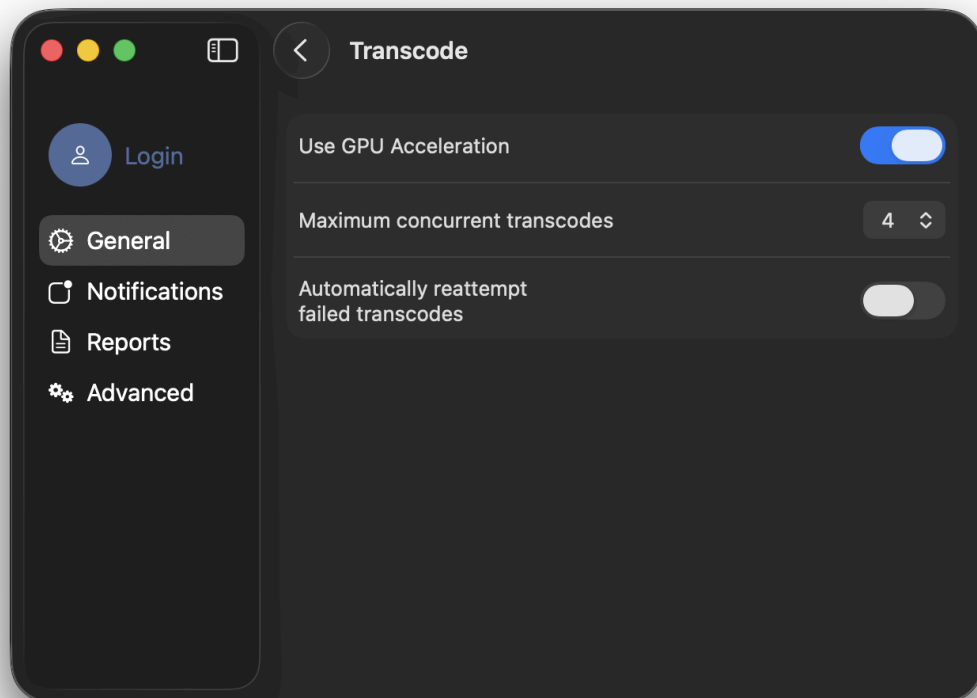 Transcode
Login
General
Notifications
Reports
Advanced
Use GPU Acceleration
Maximum concurrent transcodes
4
Automatically reattempt
failed transcodes